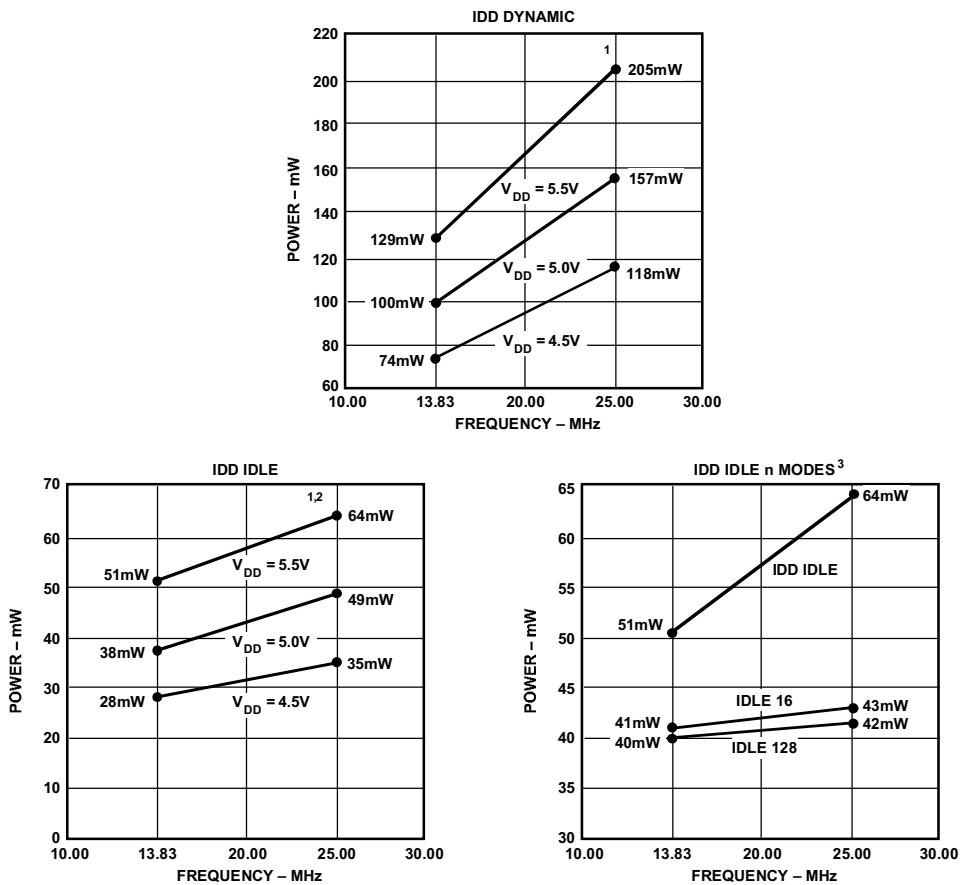 IDD DYNAMIC
220
200
180
160
140
120
100
80
60
POWER – mW
1
205mW
157mW
VDD = 5.5V
129mW
VDD = 5.0V
118mW
100mW
VDD = 4.5V
74mW
10.00 13.83 20.00 25.00 30.00
FREQUENCY – MHz
IDD IDLE
70
60
50
40
30
20
10
0
POWER – mW
1,2
64mW
51mW
VDD = 5.5V
49mW
38mW
VDD = 5.0V
35mW
28mW
VDD = 4.5V
10.00 13.83 20.00 25.00 30.00
FREQUENCY – MHz
IDD IDLE n MODES3
65
60
55
50
45
40
35
30
POWER – mW
64mW
IDD IDLE
51mW
IDLE 16
43mW
41mW
42mW
40mW
IDLE 128
10.00 13.83 20.00 25.00 30.00
FREQUENCY – MHz